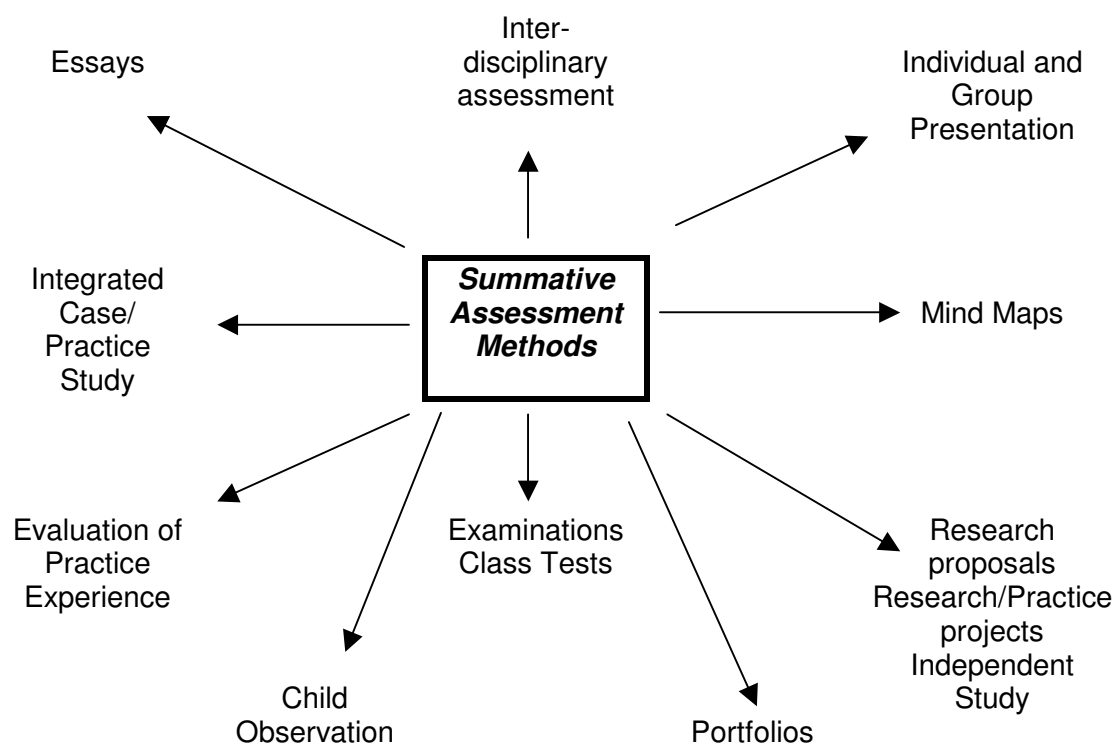 Essays
Inter-
disciplinary
assessment
Individual and
Group
Presentation
Integrated
Case/
Practice
Study
Summative
Assessment
Methods
Mind Maps
Evaluation of
Practice
Experience
Examinations
Class Tests
Research
proposals
Research/Practice
projects
Independent
Study
Child
Observation
Portfolios